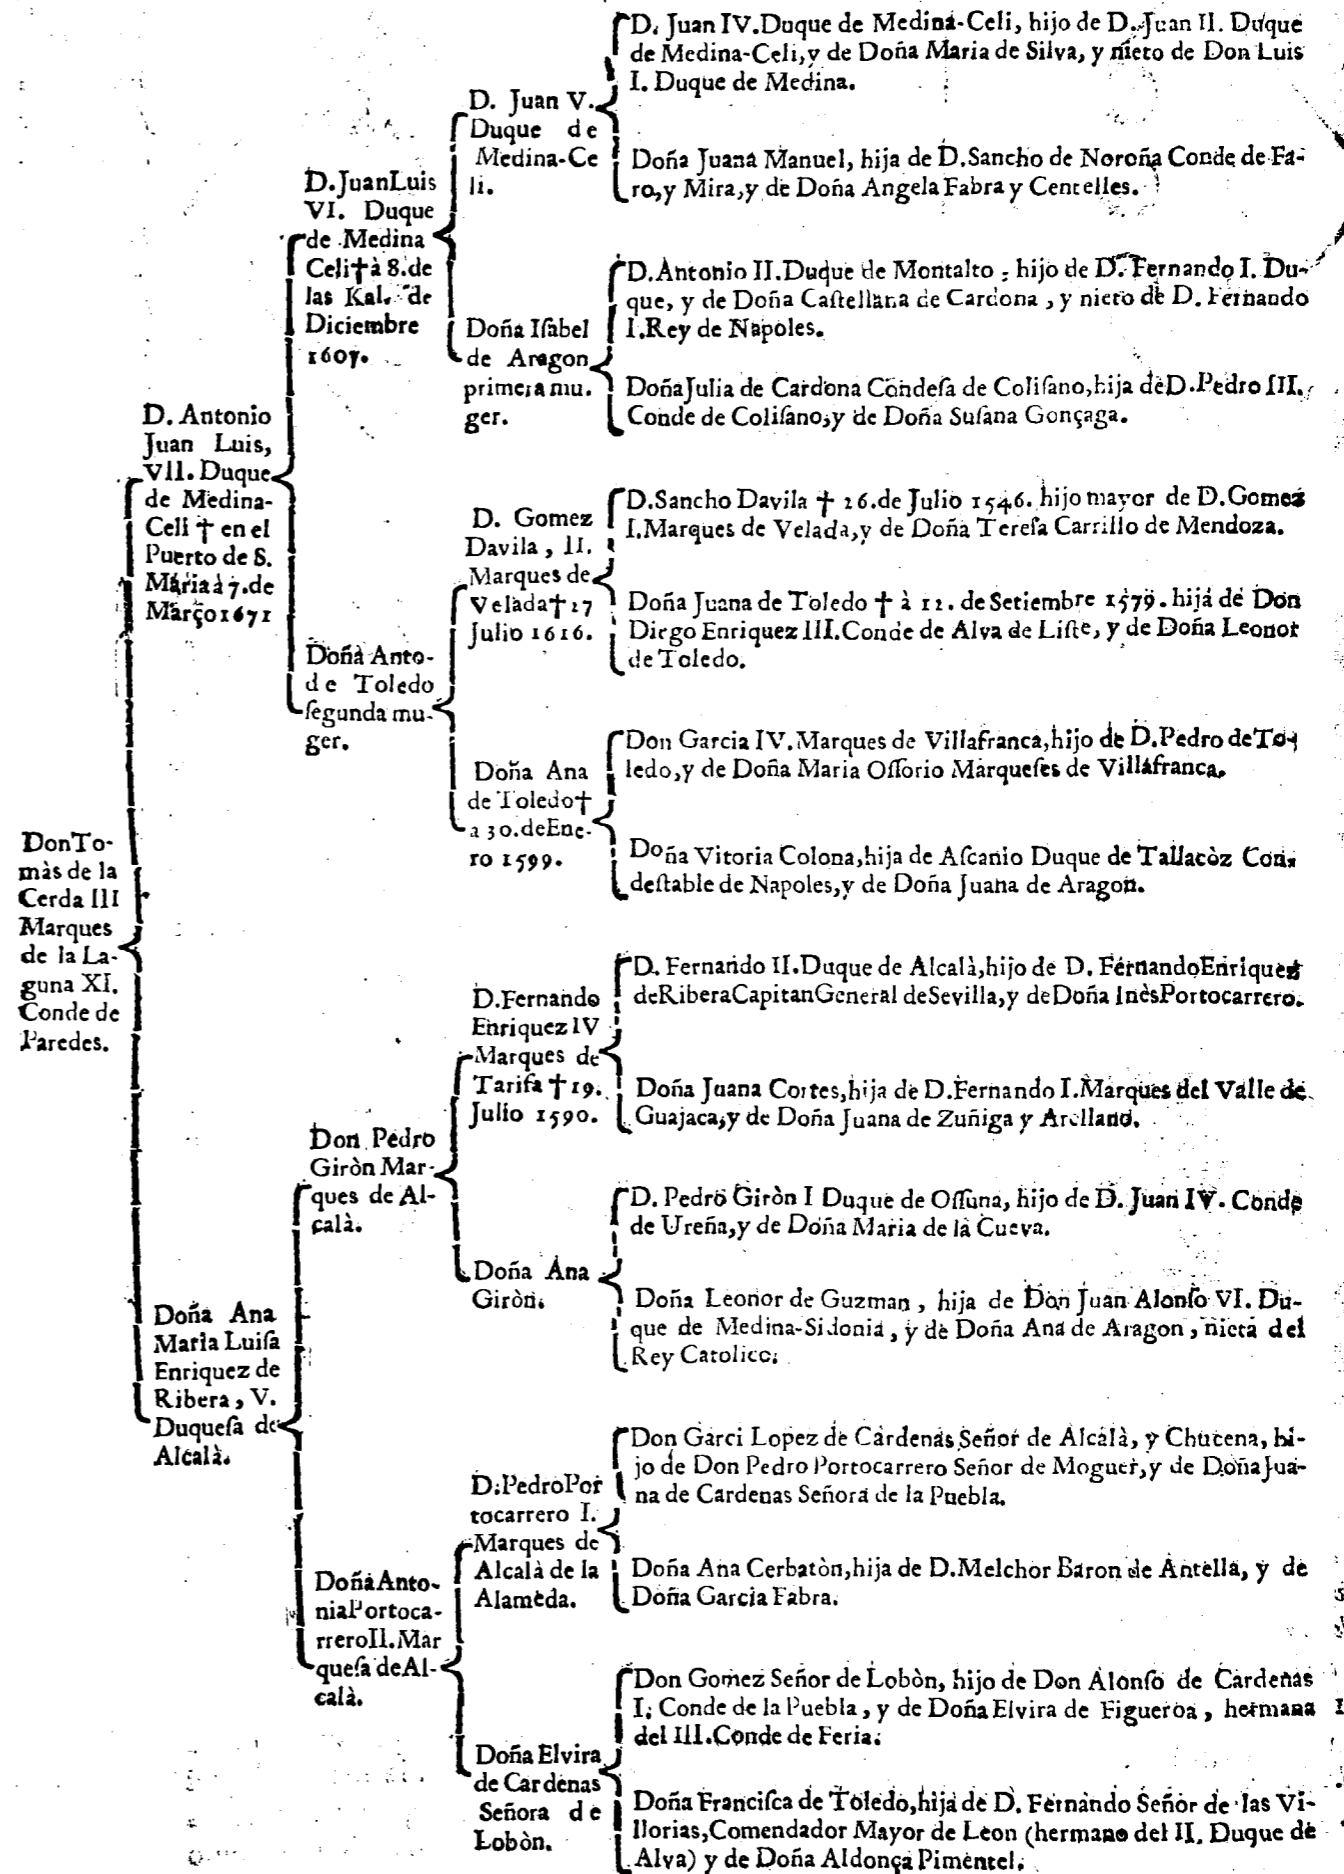 DonTo-
màs de la
Cerda III
Marques
de la La-
guna XI.
Conde de
Paredes.
D. Antonio
Juan Luis,
VII. Duque
de Medina-
Celi † en el
Puerto de S.
Maria à 7. de
Março 1671
Doña Ana
Maria Luiſa
Enriquez de
Ribera, V.
Duqueſa de
Alcalà.
D. JuanLuis
VI. Duque
de Medina
Celi † à 8. de
las Kal. de
Diciembre
1607.
Doña Anto-
de Toledo
ſegunda mu-
ger.
Don Pedro
Giròn Mar-
ques de Al-
calà.
Doña Anto-
niaPortoca-
rreroII. Mar
queſa de Al-
calà.
D. Juan V.
Duque de
Medina-Ce
li.
Doña Iſabel
de Aragon
primera mu.
ger.
D. Gomez
Davila, II.
Marques de
Velada † 27
Julio 1616.
Doña Ana
de Toledo †
a 30. de Ene-
ro 1599.
D. Fernando
Enriquez IV
Marques de
Tarifa † 19.
Julio 1590.
Doña Ana
Giròn.
D. PedroPor
tocarrero I.
Marques de
Alcalà de la
Alameda.
Doña Elvira
de Cardenas
Señora de
Lobòn.
D. Juan IV. Duque de Medina-Celi, hijo de D. Juan II. Duque
de Medina-Celi, y de Doña Maria de Silva, y nieto de Don Luis
I. Duque de Medina.
Doña Juana Manuel, hija de D. Sancho de Noroña Conde de Fa-
ro, y Mira, y de Doña Angela Fabra y Centelles.
D. Antonio II. Duque de Montalto, hijo de D. Fernando I. Du-
que, y de Doña Caſtellana de Cardona, y nieto de D. Fernando
I. Rey de Napoles.
Doña Julia de Cardona Condeſa de Coliſano, hija de D. Pedro III.
Conde de Coliſano, y de Doña Suſana Gonçaga.
D. Sancho Davila † 26. de Julio 1546. hijo mayor de D. Gomez
I. Marques de Velada, y de Doña Tereſa Carrillo de Mendoza.
Doña Juana de Toledo † à 12. de Setiembre 1579. hija de Don
Diego Enriquez III. Conde de Alva de Liſte, y de Doña Leonor
de Toledo.
Don Garcia IV. Marques de Villafranca, hijo de D. Pedro de To-
ledo, y de Doña Maria Oſſorio Marqueſes de Villafranca.
Doña Vitoria Colona, hija de Aſcanio Duque de Tallacòz Con-
deſtable de Napoles, y de Doña Juana de Aragon.
D. Fernando II. Duque de Alcalà, hijo de D. Fernando Enriquez
de Ribera Capitan General de Sevilla, y de Doña Inès Portocarrero.
Doña Juana Cortes, hija de D. Fernando I. Marques del Valle de
Guajaca, y de Doña Juana de Zuñiga y Arellano.
D. Pedro Giròn I Duque de Oſſuna, hijo de D. Juan IV. Conde
de Ureña, y de Doña Maria de la Cueva.
Doña Leonor de Guzman, hija de Don Juan Alonſo VI. Du-
que de Medina-Sidonia, y de Doña Ana de Aragon, nieta del
Rey Catolico.
Don Garci Lopez de Cardenas Señor de Alcalà, y Chucena, hi-
jo de Don Pedro Portocarrero Señor de Moguer, y de Doña Jua-
na de Cardenas Señora de la Puebla.
Doña Ana Cerbatòn, hija de D. Melchor Baron de Antella, y de
Doña Garcia Fabra.
Don Gomez Señor de Lobòn, hijo de Don Alonſo de Cardenas
I. Conde de la Puebla, y de Doña Elvira de Figueroa, hermana
del III. Conde de Feria.
Doña Franciſca de Toledo, hija de D. Fernando Señor de las Vi-
llorias, Comendador Mayor de Leon (hermano del II. Duque de
Alva) y de Doña Aldonça Pimentel.